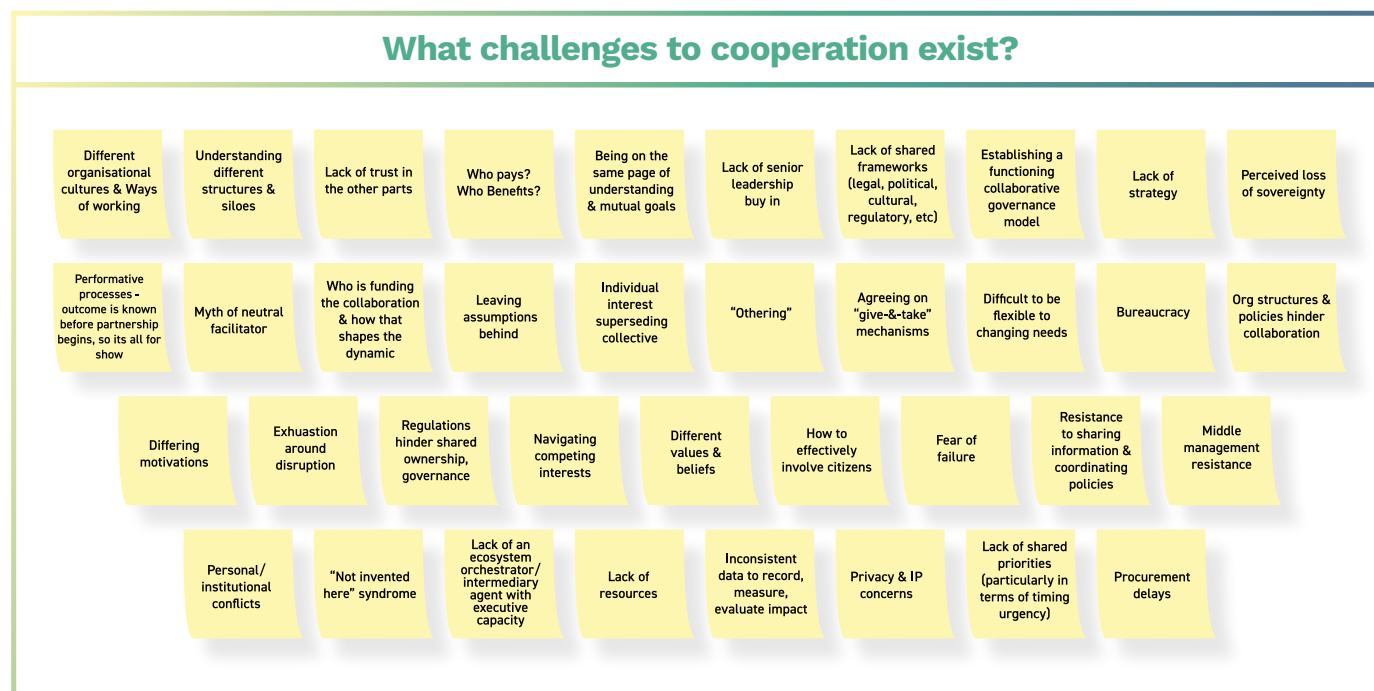 What challenges to cooperation exist?
Different
organisational
cultures & Ways
of working
Understanding
different
structures &
siloes
Lack of trust in
the other parts
Who pays?
Who Benefits?
Being on the
same page of
understanding
& mutual goals
Lack of senior
leadership
buy in
Lack of shared
frameworks
(legal, political,
cultural,
regulatory, etc)
Establishing a
functioning
collaborative
governance
model
Lack of
strategy
Perceived loss
of sovereignty
Performative
processes -
outcome is known
before partnership
begins, so its all for
show
Myth of neutral
facilitator
Who is funding
the collaboration
& how that
shapes the
dynamic
Leaving
assumptions
behind
Individual
interest
superseding
collective
“Othering”
Agreeing on
“give-&-take”
mechanisms
Difficult to be
flexible to
changing needs
Bureaucracy
Org structures &
policies hinder
collaboration
Differing
motivations
Exhuastion
around
disruption
Regulations
hinder shared
ownership,
governance
Navigating
competing
interests
Different
values &
beliefs
How to
effectively
involve citizens
Fear of
failure
Resistance
to sharing
information &
coordinating
policies
Middle
management
resistance
Personal/
institutional
conflicts
“Not invented
here” syndrome
Lack of an
ecosystem
orchestrator/
intermediary
agent with
executive
capacity
Lack of
resources
Inconsistent
data to record,
measure,
evaluate impact
Privacy & IP
concerns
Lack of shared
priorities
(particularly in
terms of timing
urgency)
Procurement
delays